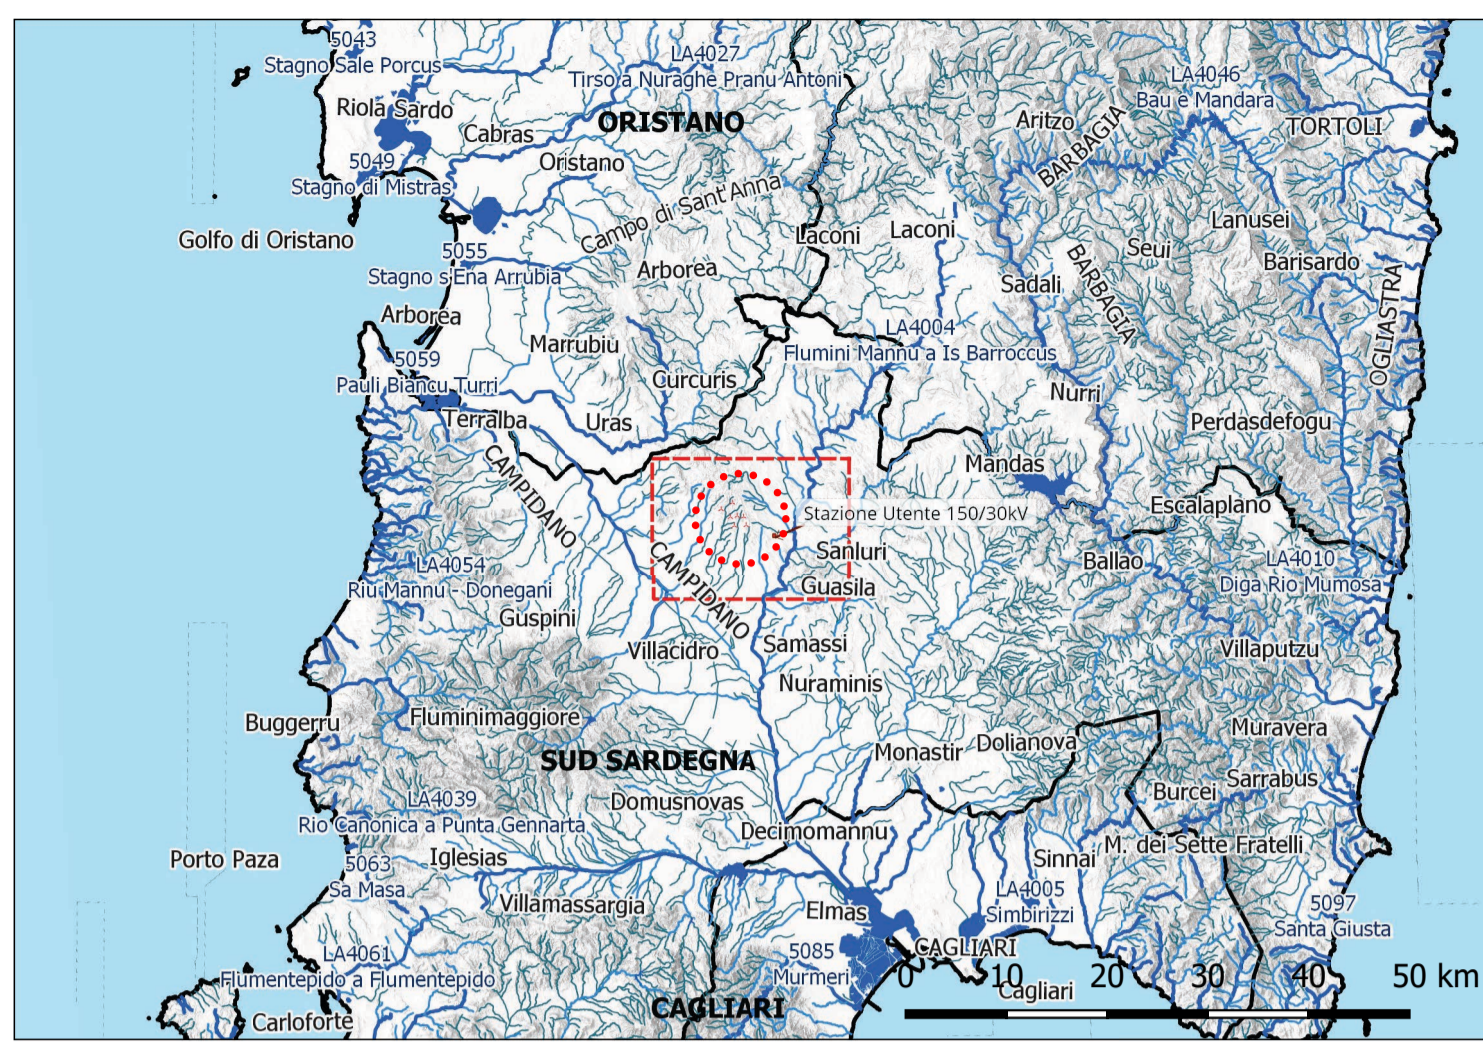 5043
Stagno Sale Porcus
LA4027
Tirso a Nuraghe Pranu Antoni
LA4046
Bau e Mandara
Riola Sardo
Cabras
ORISTANO
Aritzo
BARBAGIA
TORTOLI
5049
Stagno di Mistras
Oristano
Campo di Sant'Anna
Golfo di Oristano
Laconi
Laconi
Lanusei
Seui
5055
Stagno s Ena Arrubia
Arborea
BARBAGIA
Barisardo
Sadali
OGLIASTRA
Arborea
Marrubiu
LA4004
Flumini Mannu a Is Barroccus
5059
Pauli Biancu Turri
Curcuris
Nurri
Terralba
Uras
Perdasdefogu
CAMPIDANO
Mandas
Escalaplano
Stazione Utente 150/30kV
CAMPIDANO
Sanluri
Ballao
LA4010
Diga Rio Mumosa
LA4054
Riu Mannu - Donegani
Guasila
Guspini
Villacidro
Samassi
Villaputzu
Nuraminis
Buggerru
Fluminimaggiore
Muravera
SUD SARDEGNA
Monastir
Dolianova
Sarrabus
Burcei
LA4039
Rio Canonica a Punta Gennarta
Domusnovas
Decimomannu
M. dei Sette Fratelli
Porto Paza
5063
Sa Masa
Iglesias
Sinnai
Villamassargia
Elmas
LA4005
Simbirizzi
5097
Santa Giusta
LA4061
Flumentepido a Flumentepido
5085
Murmeri
CAGLIARI
Cagliari
Carloforte
CAGLIARI
0 10 20 30 40 50 km